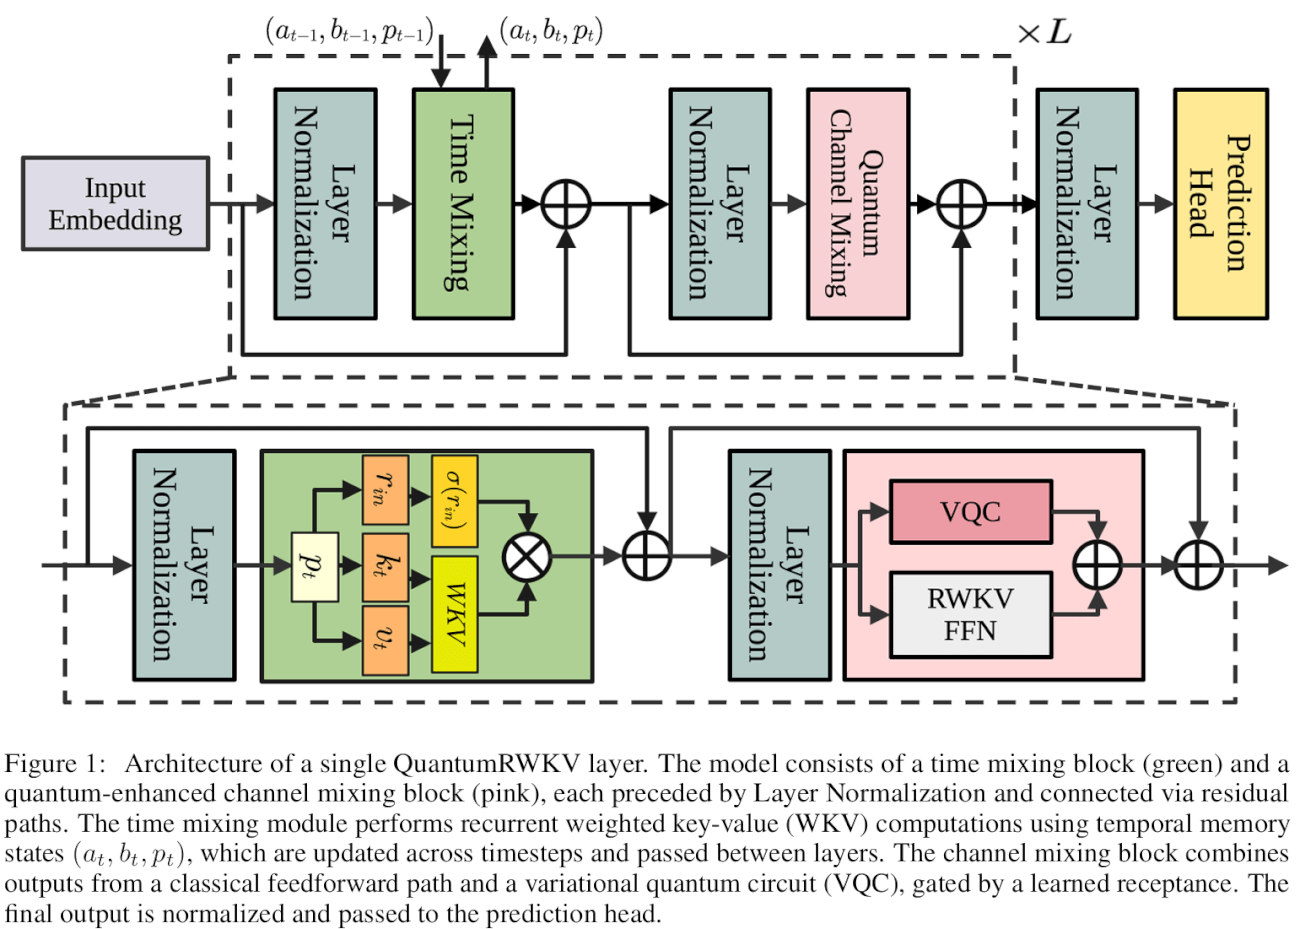 (a_{t−1}, b_{t−1}, p_{t−1})
(a_t, b_t, p_t)
×L
Input
Embedding
Layer
Normalization
Time Mixing
Layer
Normalization
Quantum
Channel Mixing
Layer
Normalization
Prediction
Head
Layer
Normalization
p_t
r_{in}
k_t
v_t
σ(r_{in})
WKV
Layer
Normalization
VQC
RWKV
FFN
Figure 1: Architecture of a single QuantumRWKV layer. The model consists of a time mixing block (green) and a
quantum-enhanced channel mixing block (pink), each preceded by Layer Normalization and connected via residual
paths. The time mixing module performs recurrent weighted key-value (WKV) computations using temporal memory
states (a_t, b_t, p_t), which are updated across timesteps and passed between layers. The channel mixing block combines
outputs from a classical feedforward path and a variational quantum circuit (VQC), gated by a learned receptance. The
final output is normalized and passed to the prediction head.